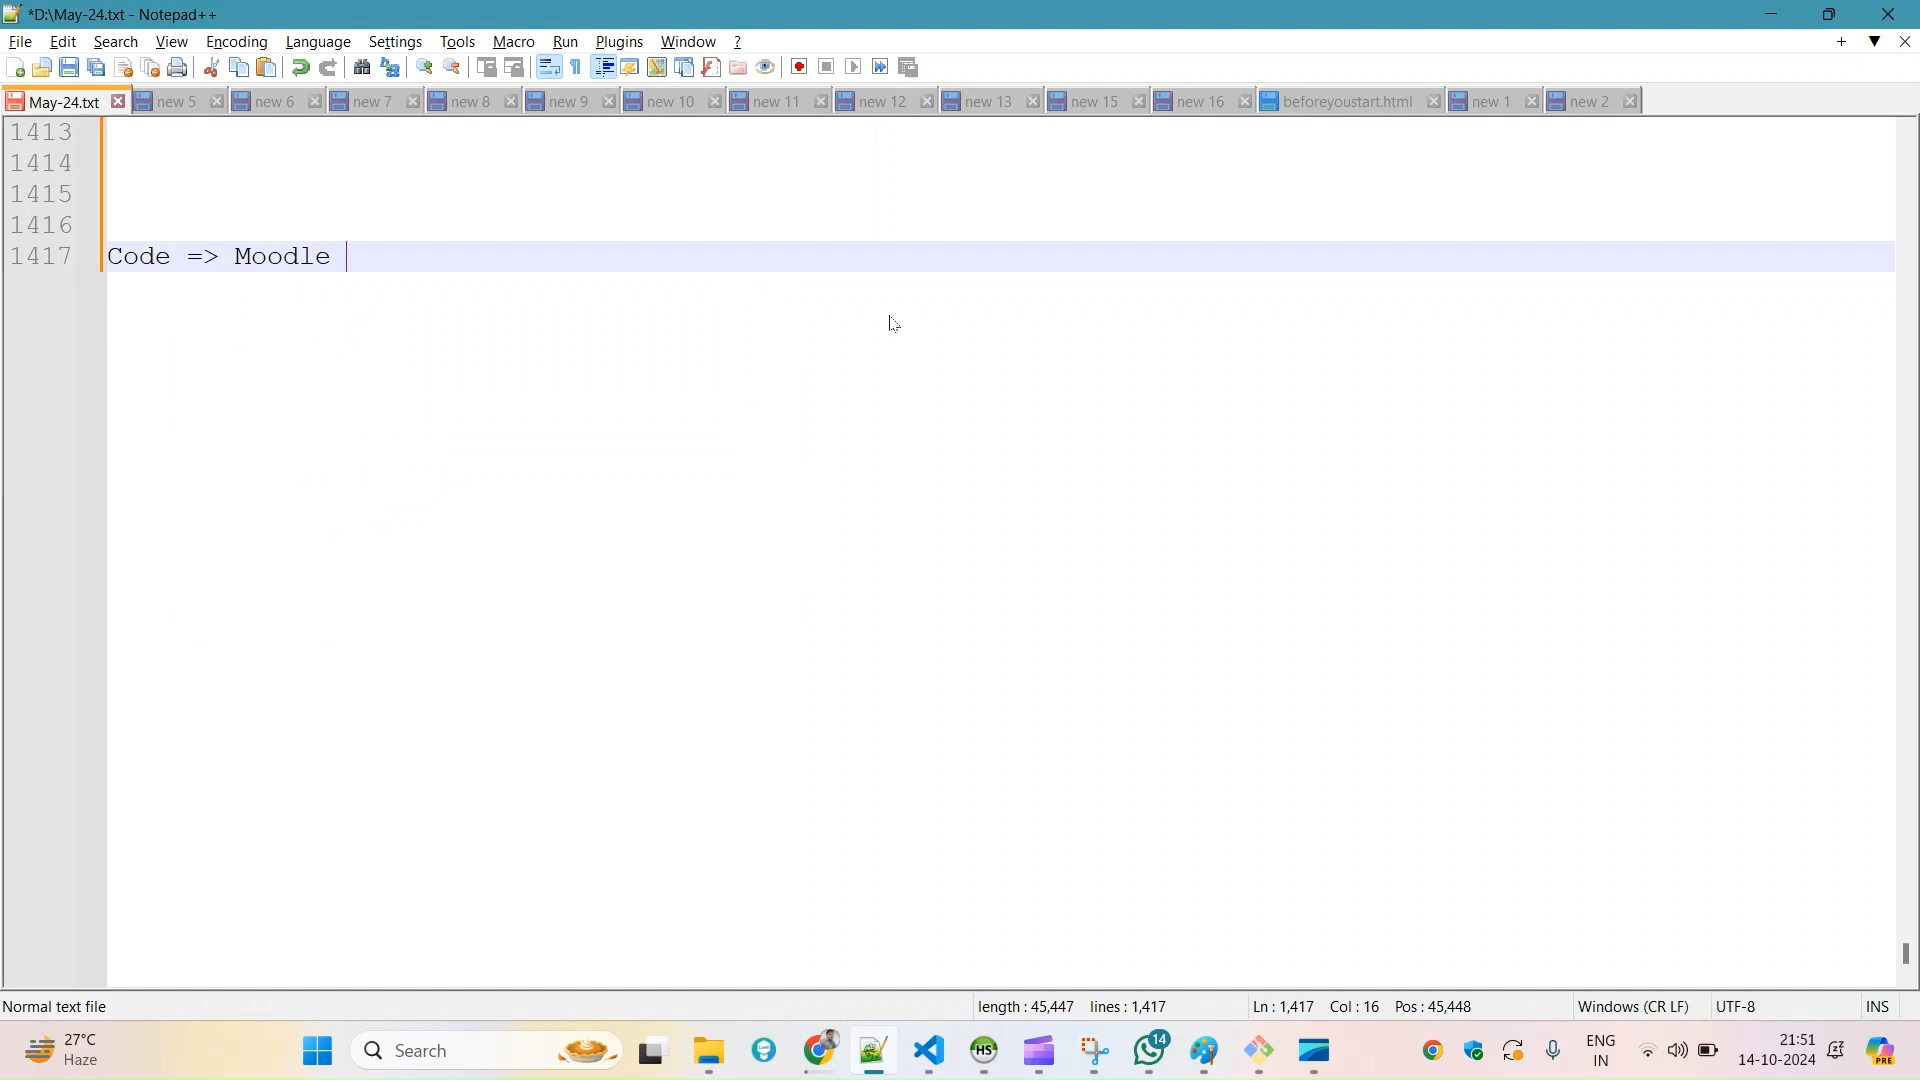 *D:\May-24.txt - Notepad++
File Edit Search View Encoding Language Settings Tools Macro Run Plugins Window ?
May-24.txt new 5 new 6 new 7 new 8 new 9 new 10 new 11 new 12 new 13 new 15 new 16 beforeyoustart.html new 1 new 2
1413
1414
1415
1416
1417 Code => Moodle
Normal text file length : 45,447 lines : 1,417 Ln : 1,417 Col : 16 Pos : 45,448 Windows (CR LF) UTF-8 INS
27°C
Haze
Search
HS
14
ENG
IN
21:51
14-10-2024
PRE